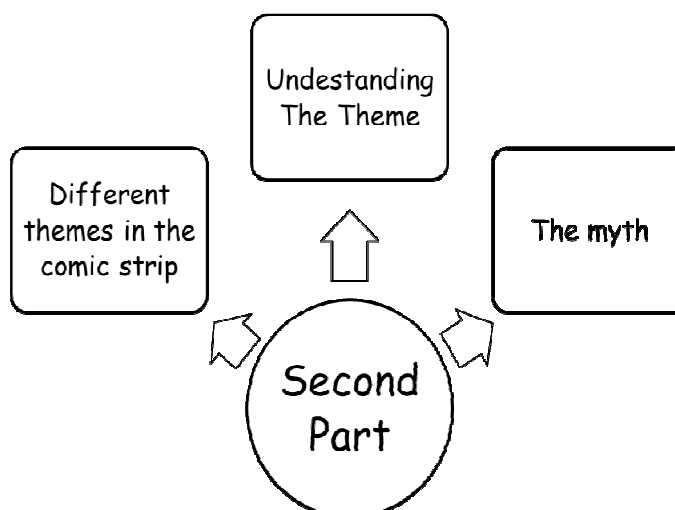 Undestanding
The Theme
Different
themes in the
comic strip
The myth
Second
Part